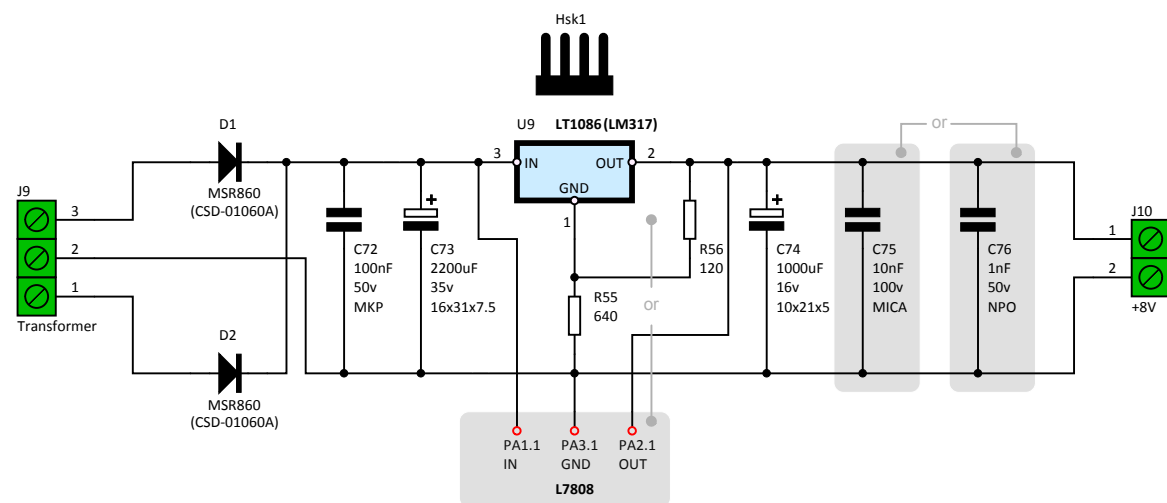 Hsk1
D1
MSR860
(CSD-01060A)
J9
3
2
1
Transformer
D2
MSR860
(CSD-01060A)
C72
100nF
50v
MKP
+
C73
2200uF
35v
16x31x7.5
U9
LT1086(LM317)
3
IN
OUT
2
GND
1
R56
120
R55
640
or
+
C74
1000uF
16v
10x21x5
or
C75
10nF
100v
MICA
C76
1nF
50v
NPO
J10
1
2
+8V
PA1.1
IN
PA3.1
GND
PA2.1
OUT
L7808